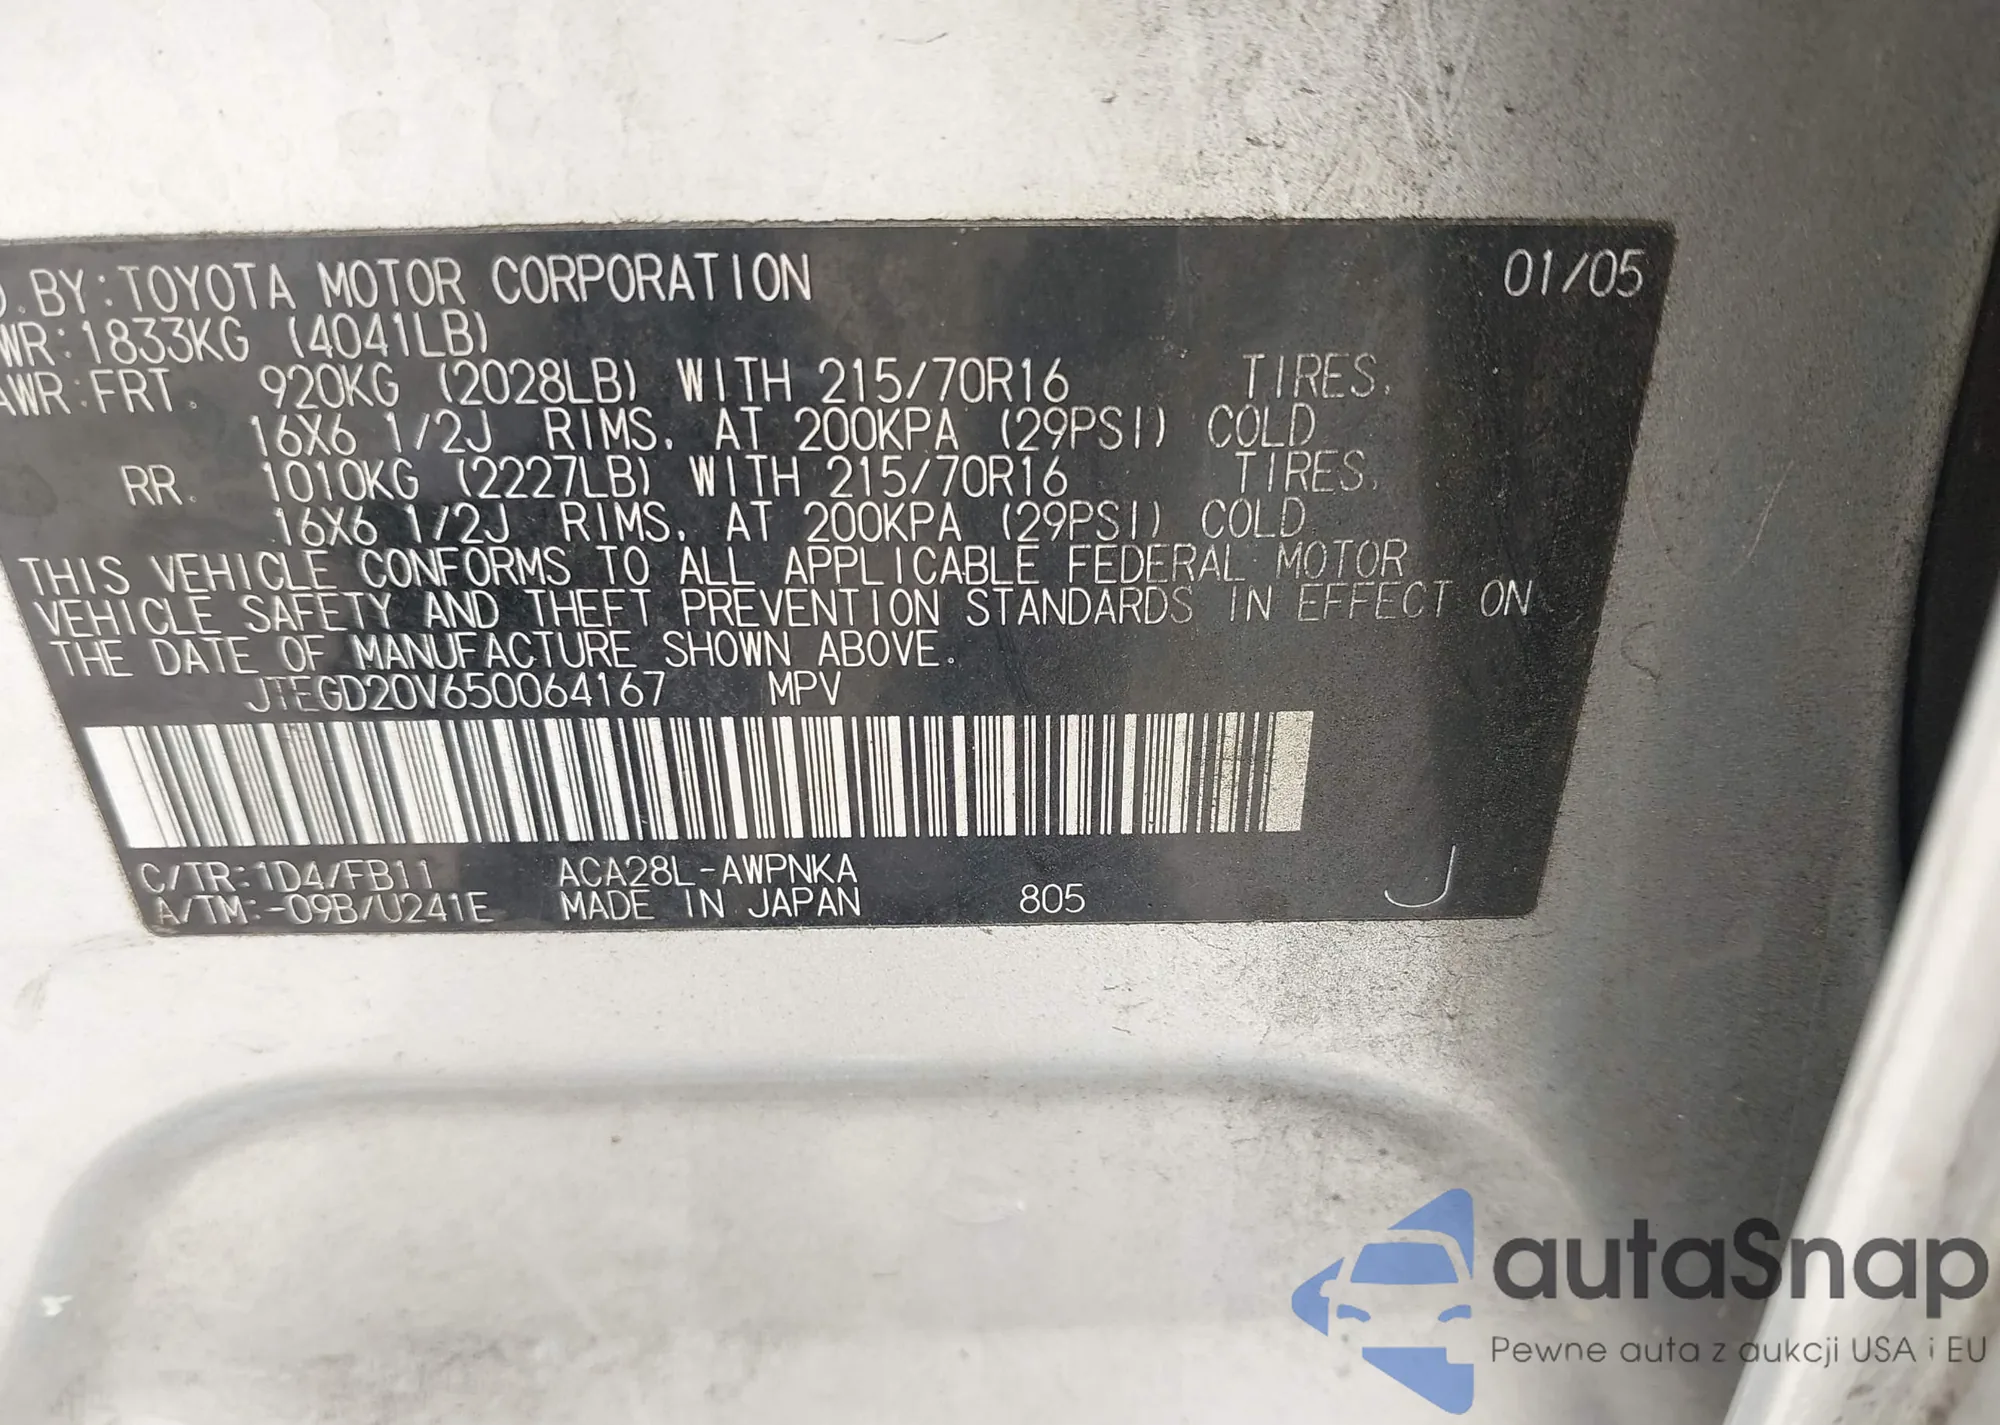 D. BY: TOYOTA MOTOR CORPORATION 01/05
WR: 1833KG (4041LB)
AWR: FRT. 920KG (2028LB) WITH 215/70R16 TIRES,
16X6 1/2J RIMS, AT 200KPA (29PSI) COLD
RR. 1010KG (2227LB) WITH 215/70R16 TIRES,
16X6 1/2J RIMS, AT 200KPA (29PSI) COLD
THIS VEHICLE CONFORMS TO ALL APPLICABLE FEDERAL MOTOR
VEHICLE SAFETY AND THEFT PREVENTION STANDARDS IN EFFECT ON
THE DATE OF MANUFACTURE SHOWN ABOVE.
JTEGD20V650064167 MPV
C/TR: 1D4/FB11 ACA28L-AWPNKA
A/TM: -09B/U241E MADE IN JAPAN 805 J
autaSnap
Pewne auta z aukcji USA i EU